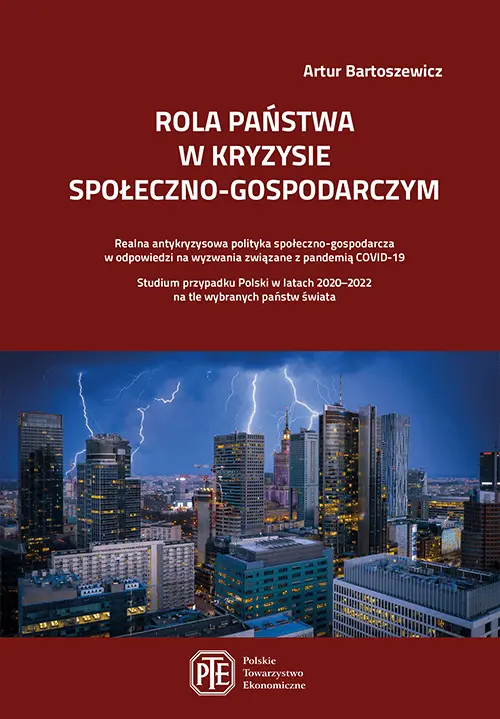 Artur Bartoszewicz
ROLA PAŃSTWA
W KRYZYSIE
SPOŁECZNO-GOSPODARCZYM
Realna antykryzysowa polityka społeczno-gospodarcza
w odpowiedzi na wyzwania związane z pandemią COVID-19
Studium przypadku Polski w latach 2020–2022
na tle wybranych państw świata
PTE
Polskie
Towarzystwo
Ekonomiczne